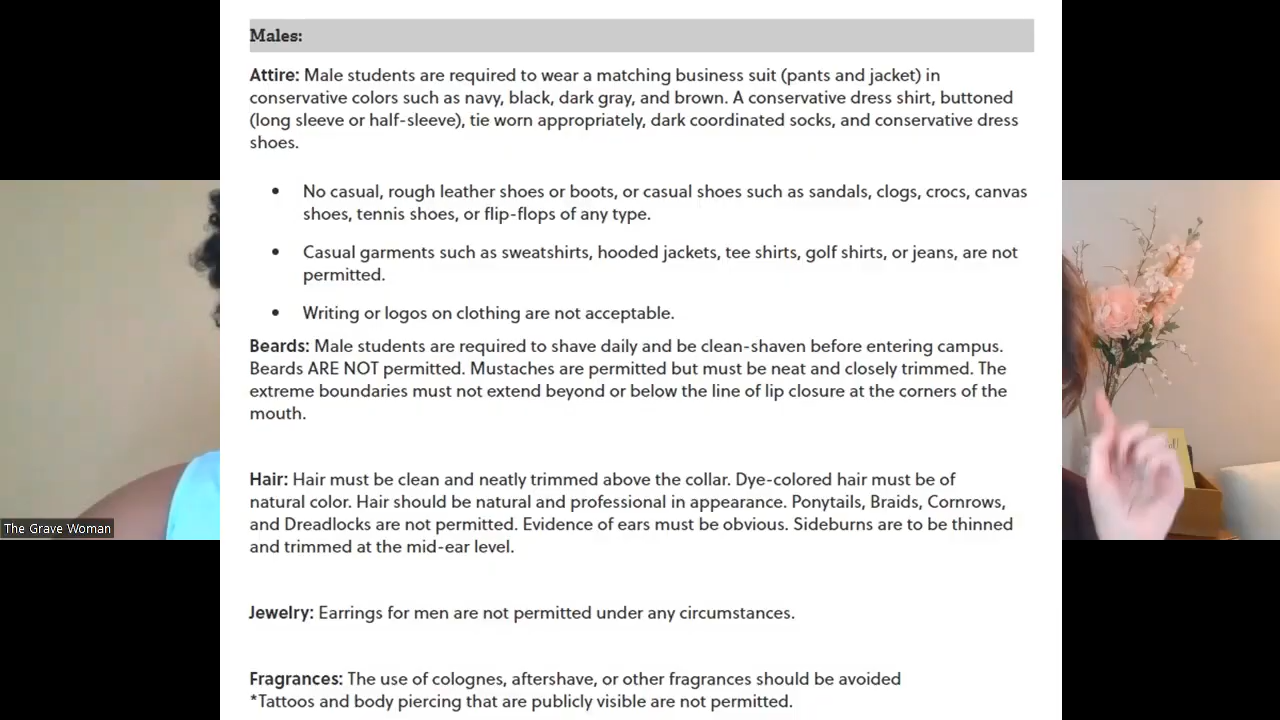 Males:
Attire: Male students are required to wear a matching business suit (pants and jacket) in
conservative colors such as navy, black, dark gray, and brown. A conservative dress shirt, buttoned
(long sleeve or half-sleeve), tie worn appropriately, dark coordinated socks, and conservative dress
shoes.
• No casual, rough leather shoes or boots, or casual shoes such as sandals, clogs, crocs, canvas
shoes, tennis shoes, or flip-flops of any type.
• Casual garments such as sweatshirts, hooded jackets, tee shirts, golf shirts, or jeans, are not
permitted.
• Writing or logos on clothing are not acceptable.
Beards: Male students are required to shave daily and be clean-shaven before entering campus.
Beards ARE NOT permitted. Mustaches are permitted but must be neat and closely trimmed. The
extreme boundaries must not extend beyond or below the line of lip closure at the corners of the
mouth.
Hair: Hair must be clean and neatly trimmed above the collar. Dye-colored hair must be of
natural color. Hair should be natural and professional in appearance. Ponytails, Braids, Cornrows,
and Dreadlocks are not permitted. Evidence of ears must be obvious. Sideburns are to be thinned
and trimmed at the mid-ear level.
Jewelry: Earrings for men are not permitted under any circumstances.
Fragrances: The use of colognes, aftershave, or other fragrances should be avoided
*Tattoos and body piercing that are publicly visible are not permitted.
The Grave Woman